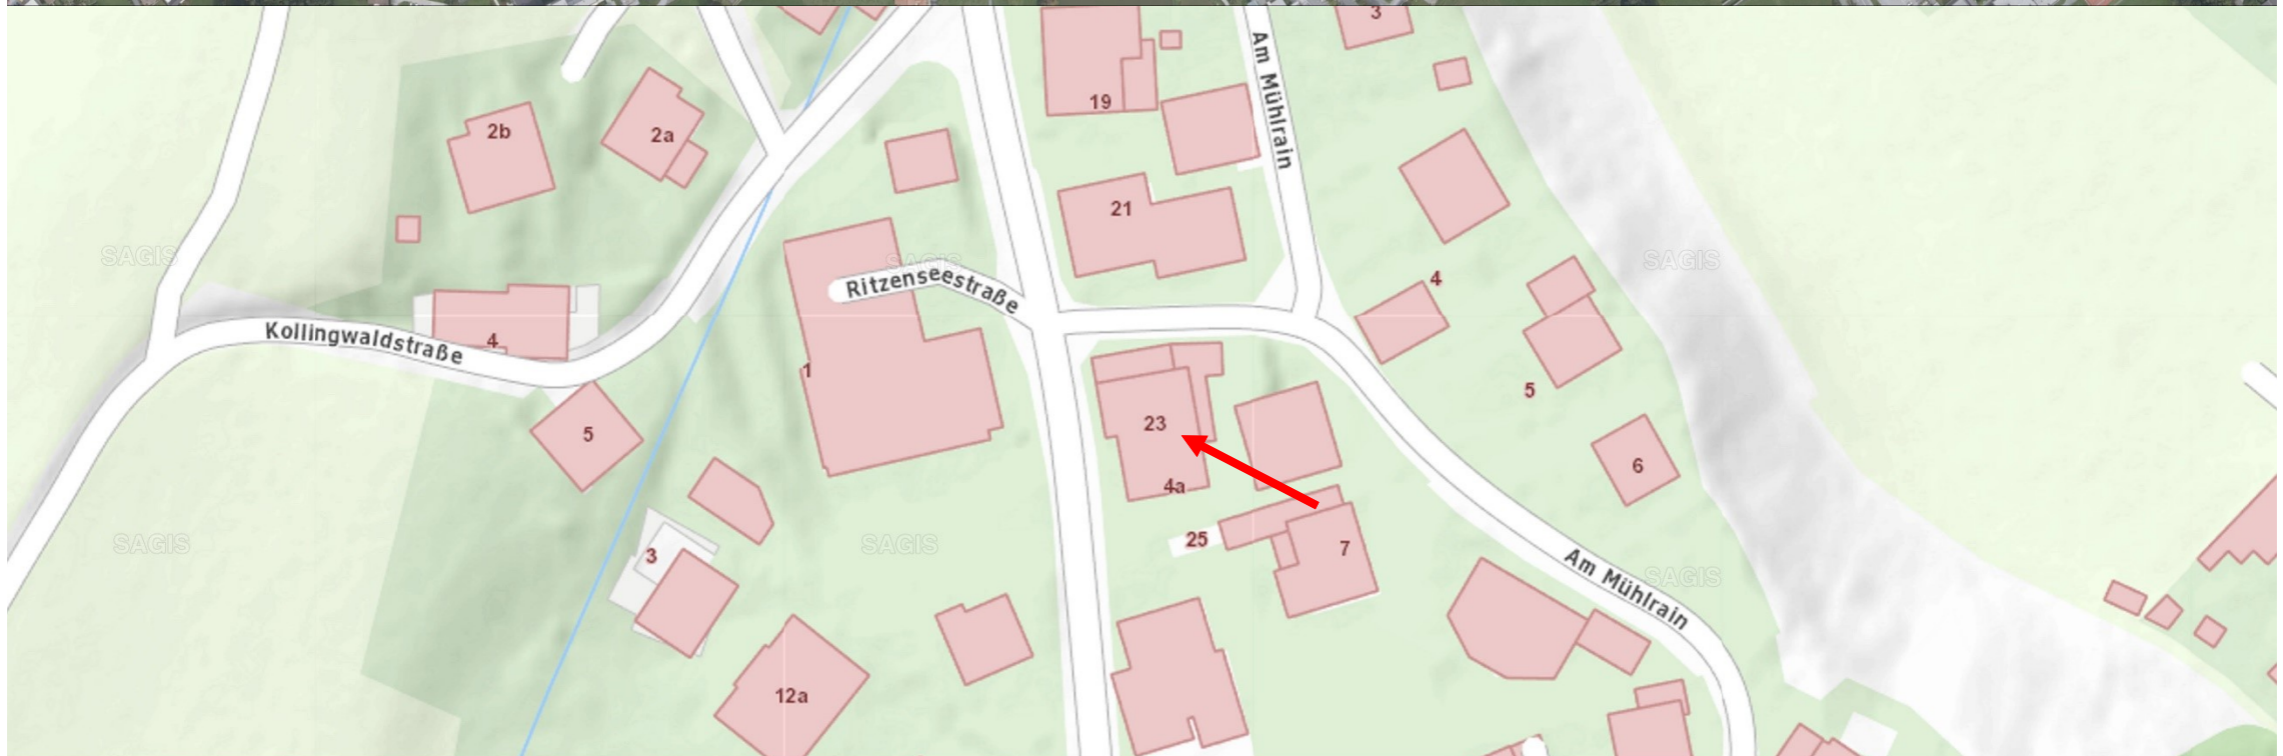 3
Am Mühlrain
19
2b
2a
21
SAGIS
SAGIS
SAGIS
Ritzenseestraße
4
Kollingwaldstraße
4
1
5
23
5
6
4a
25
7
SAGIS
SAGIS
3
Am Mühlrain
SAGIS
12a